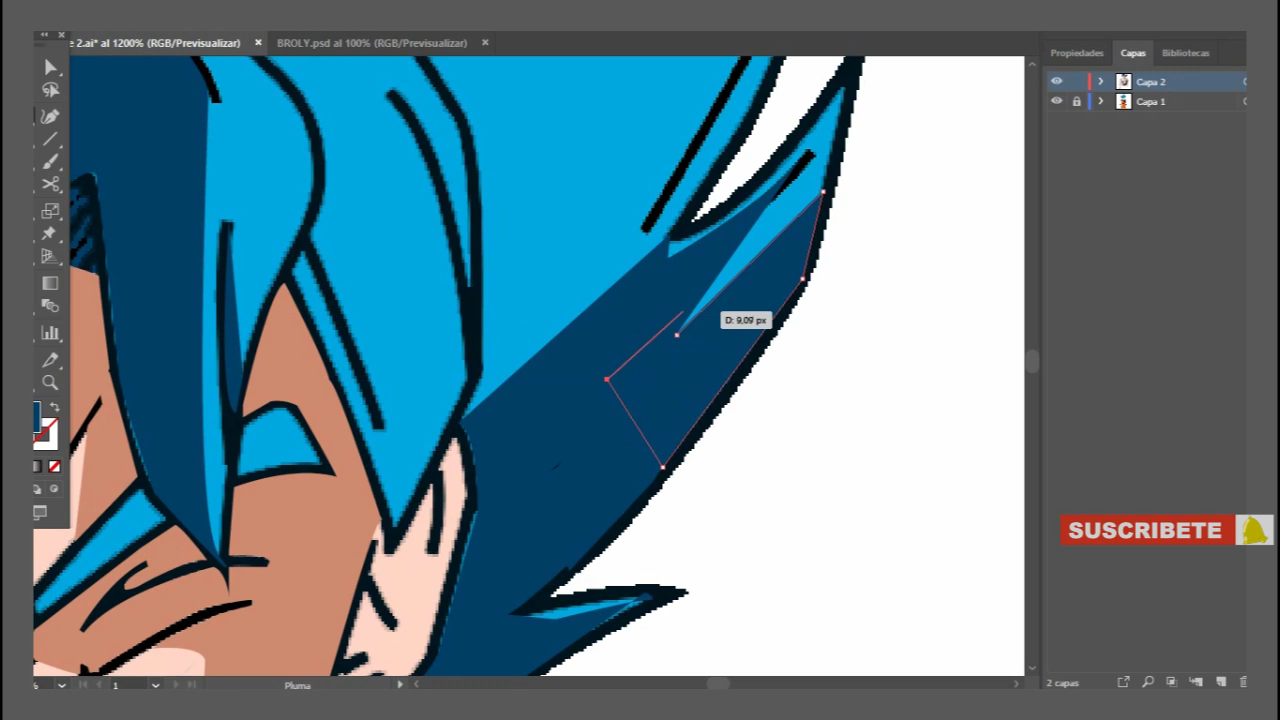 e 2.ai* al 1200% (RGB/Previsualizar)
BROLY.psd al 100% (RGB/Previsualizar)
Propiedades
Capas
Bibliotecas
Capa 2
Capa 1
D: 9,09 px
SUSCRIBETE
%
1
Pluma
2 capas